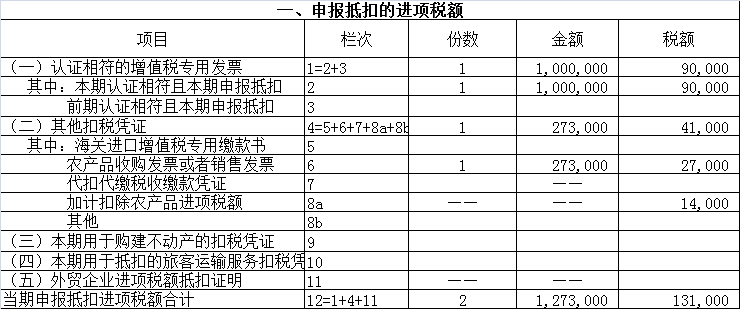 一、申报抵扣的进项税额
项目 栏次 份数 金额 税额
（一）认证相符的增值税专用发票 1=2+3 1 1,000,000 90,000
其中：本期认证相符且本期申报抵扣 2 1 1,000,000 90,000
前期认证相符且本期申报抵扣 3
（二）其他扣税凭证 4=5+6+7+8a+8b 1 273,000 41,000
其中：海关进口增值税专用缴款书 5
农产品收购发票或者销售发票 6 1 273,000 27,000
代扣代缴税收缴款凭证 7 ——
加计扣除农产品进项税额 8a —— —— 14,000
其他 8b
（三）本期用于购建不动产的扣税凭证 9
（四）本期用于抵扣的旅客运输服务扣税凭 10
（五）外贸企业进项税额抵扣证明 11 —— ——
当期申报抵扣进项税额合计 12=1+4+11 2 1,273,000 131,000